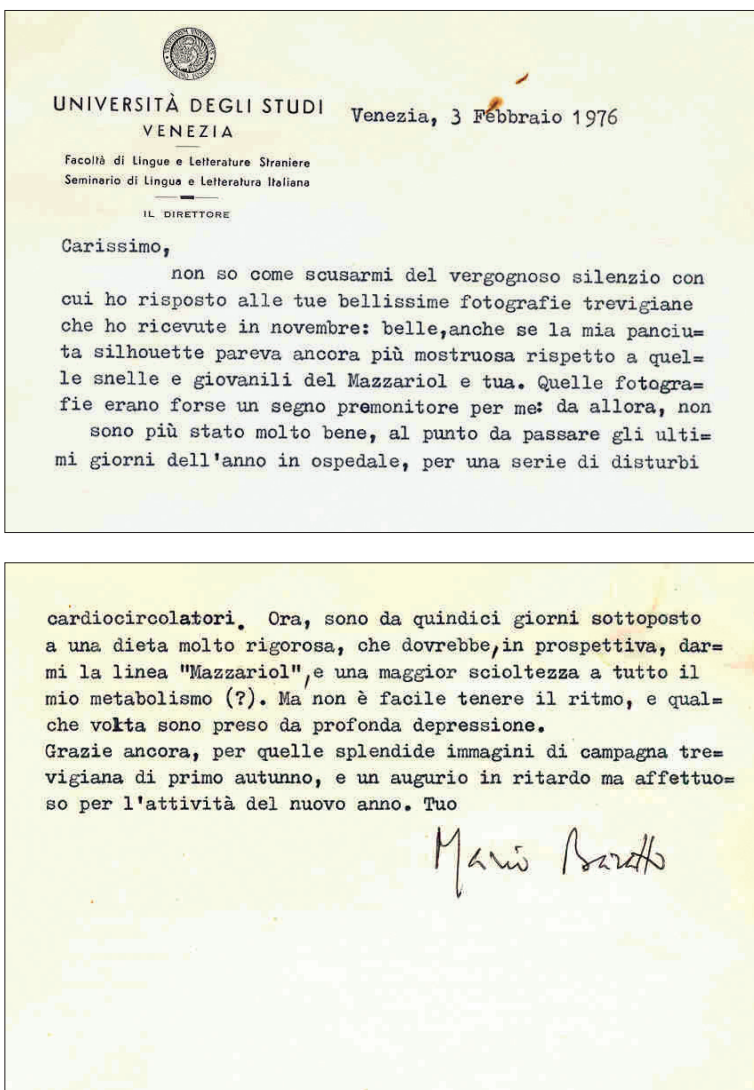 UNIVERSITÀ DEGLI STUDI
VENEZIA
Facoltà di Lingue e Letterature Straniere
Seminario di Lingua e Letteratura Italiana
IL DIRETTORE
Venezia, 3 Febbraio 1976
Carissimo,
non so come scusarmi del vergognoso silenzio con
cui ho risposto alle tue bellissime fotografie trevigiane
che ho ricevute in novembre: belle,anche se la mia panciu=
ta silhouette pareva ancora più mostruosa rispetto a quel=
le snelle e giovanili del Mazzariol e tua. Quelle fotogra=
fie erano forse un segno premonitore per me: da allora, non
sono più stato molto bene, al punto da passare gli ulti=
mi giorni dell'anno in ospedale, per una serie di disturbi
cardiocircolatori. Ora, sono da quindici giorni sottoposto
a una dieta molto rigorosa, che dovrebbe,in prospettiva, dar=
mi la linea "Mazzariol",e una maggior scioltezza a tutto il
mio metabolismo (?). Ma non è facile tenere il ritmo, e qual=
che volta sono preso da profonda depressione.
Grazie ancora, per quelle splendide immagini di campagna tre=
vigiana di primo autunno, e un augurio in ritardo ma affettuo=
so per l'attività del nuovo anno. Tuo
Mario Baratto